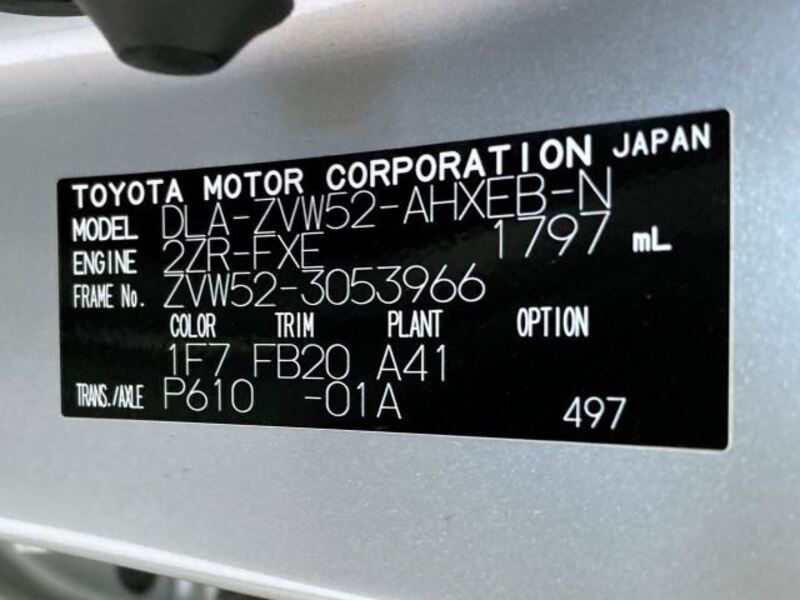 TOYOTA MOTOR CORPORATION JAPAN
MODEL DLA-ZVW52-AHXEB-N
ENGINE 2ZR-FXE 1797 mL
FRAME No. ZVW52-3053966
COLOR TRIM PLANT OPTION
1F7 FB20 A41
TRANS./AXLE P610 -01A 497